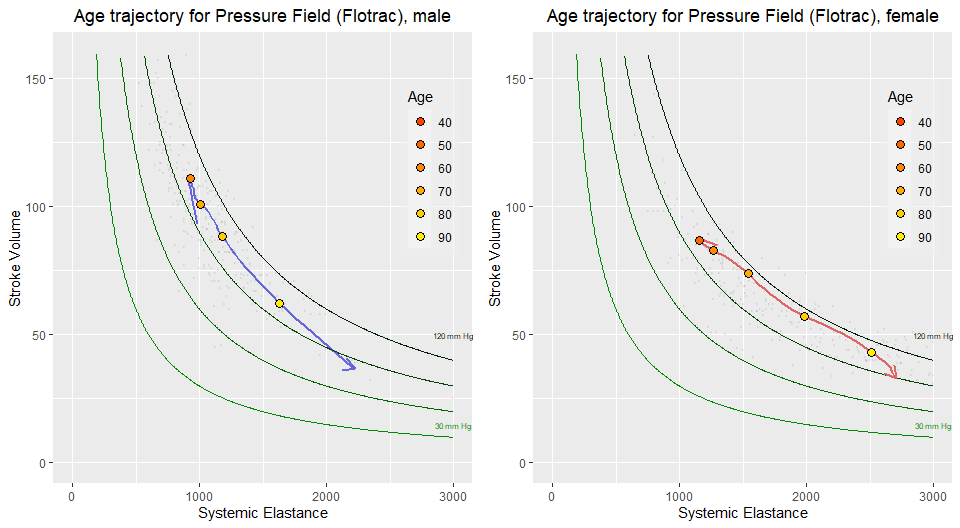 Age trajectory for Pressure Field (Flotrac), male
Stroke Volume
150
100
50
0
Age
40
50
60
70
80
90
120 mm Hg
30 mm Hg
0 1000 2000 3000
Systemic Elastance
Age trajectory for Pressure Field (Flotrac), female
Stroke Volume
150
100
50
0
Age
40
50
60
70
80
90
120 mm Hg
30 mm Hg
0 1000 2000 3000
Systemic Elastance